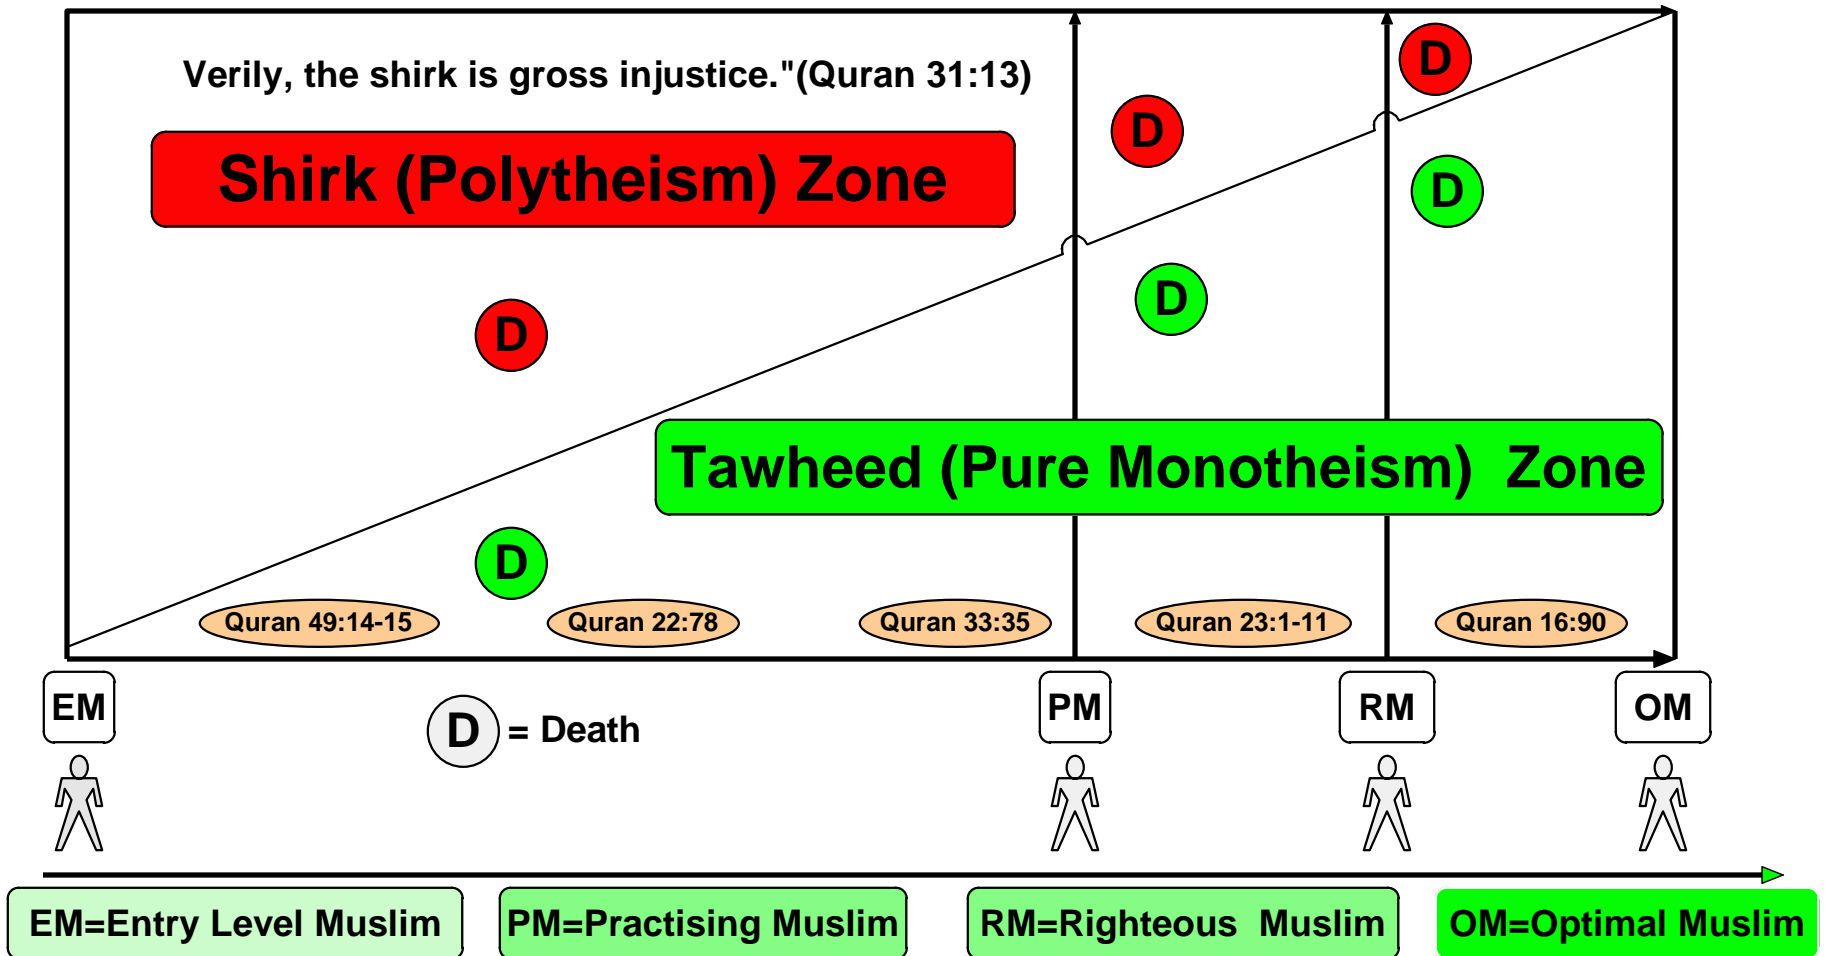 Verily, the shirk is gross injustice."(Quran 31:13)
D
D
Shirk (Polytheism) Zone
D
D
D
Tawheed (Pure Monotheism) Zone
D
Quran 49:14-15
Quran 22:78
Quran 33:35
Quran 23:1-11
Quran 16:90
EM
PM
RM
OM
D = Death
EM=Entry Level Muslim
PM=Practising Muslim
RM=Righteous Muslim
OM=Optimal Muslim